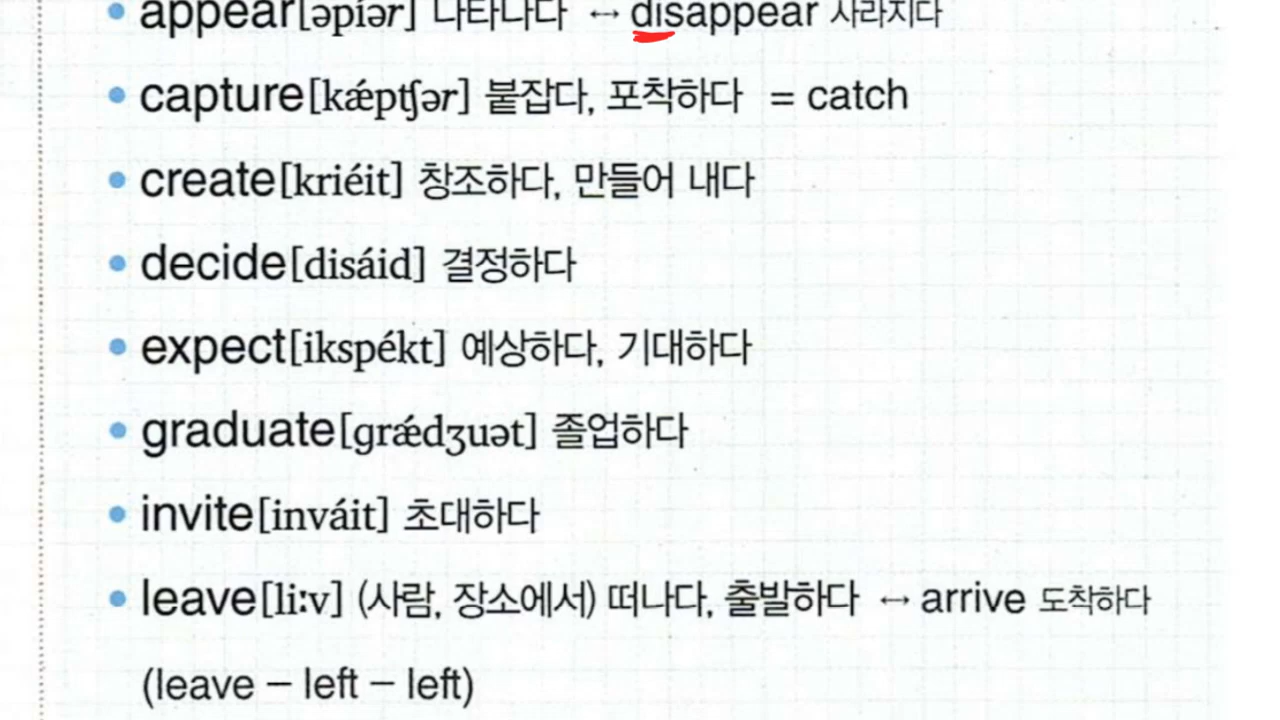 appear[əpíər] 나타나다 ↔ disappear 사라지다
capture[kǽptʃər] 붙잡다, 포착하다 = catch
create[kriéit] 창조하다, 만들어 내다
decide[disáid] 결정하다
expect[ikspékt] 예상하다, 기대하다
graduate[grǽdʒuət] 졸업하다
invite[inváit] 초대하다
leave[liːv] (사람, 장소에서) 떠나다, 출발하다 ↔ arrive 도착하다
(leave – left – left)